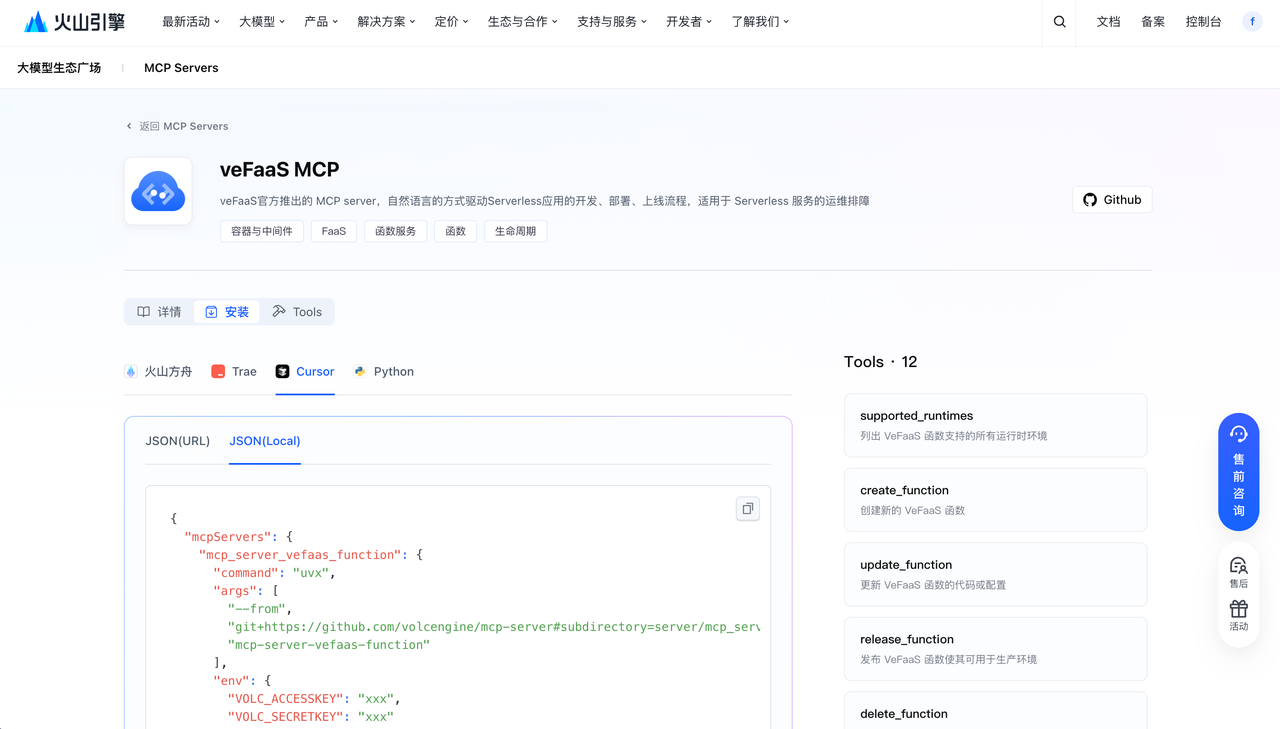 火山引擎 最新活动 大模型 产品 解决方案 定价 生态与合作 支持与服务 开发者 了解我们 文档 备案 控制台 f
大模型生态广场 MCP Servers
返回 MCP Servers
veFaaS MCP
veFaaS官方推出的 MCP server，自然语言的方式驱动Serverless应用的开发、部署、上线流程，适用于 Serverless 服务的运维排障
Github
容器与中间件 FaaS 函数服务 函数 生命周期
详情 安装 Tools
火山方舟 Trae Cursor Python
JSON(URL) JSON(Local)
{
"mcpServers": {
"mcp_server_vefaas_function": {
"command": "uvx",
"args": [
"--from",
"git+https://github.com/volcengine/mcp-server#subdirectory=server/mcp_serv
"mcp-server-vefaas-function"
],
"env": {
"VOLC_ACCESSKEY": "xxx",
"VOLC_SECRETKEY": "xxx"
Tools · 12
supported_runtimes
列出 VeFaaS 函数支持的所有运行时环境
create_function
创建新的 VeFaaS 函数
update_function
更新 VeFaaS 函数的代码或配置
release_function
发布 VeFaaS 函数使其可用于生产环境
delete_function
售
前
咨
询
售后
活动